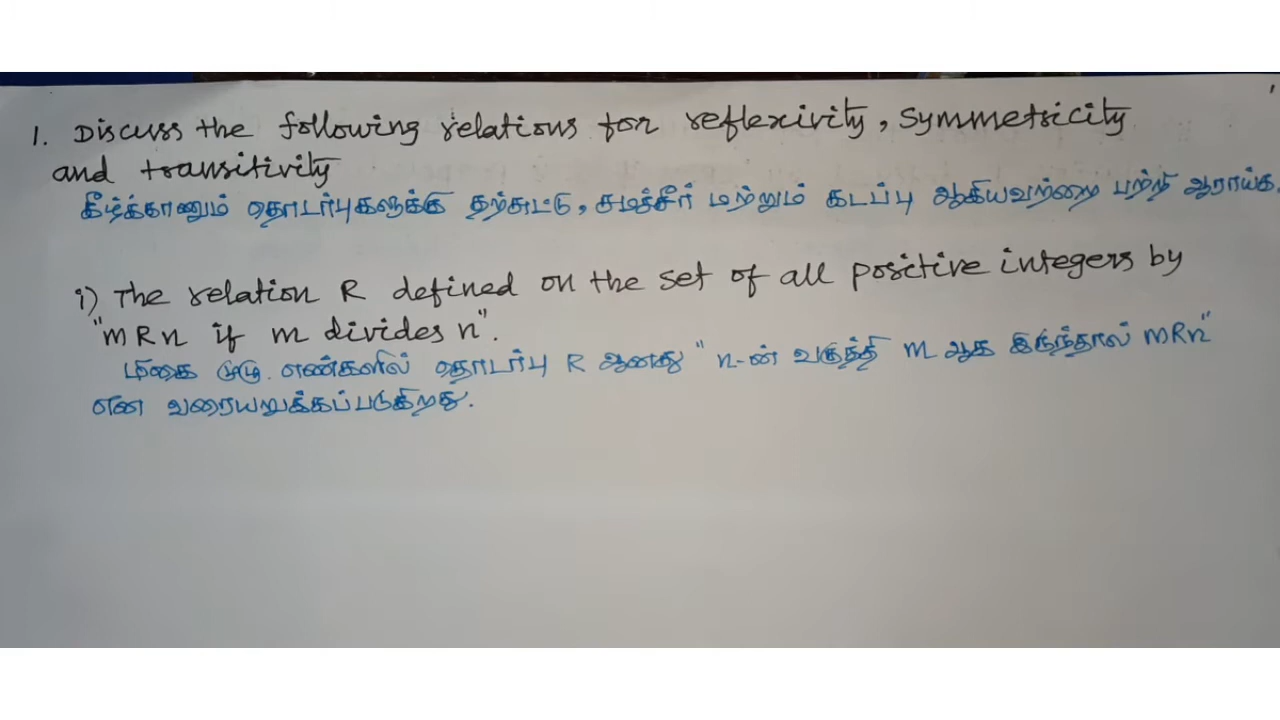 1. Discuss the following relations for reflexivity, symmetricity
and transitivity
கீழ்க்காணும் தொடர்புகளுக்கு தற்சுட்டு, சமச்சீர் மற்றும் கடப்பு ஆகியவற்றை பற்றி ஆராய்க.
i) The relation R defined on the set of all positive integers by
"mRn if m divides n".
மிகை முழு எண்களில் தொடர்பு R ஆனது " n-ன் வகுத்தி m ஆக இருந்தால் mRn"
என வரையறுக்கப்படுகிறது.